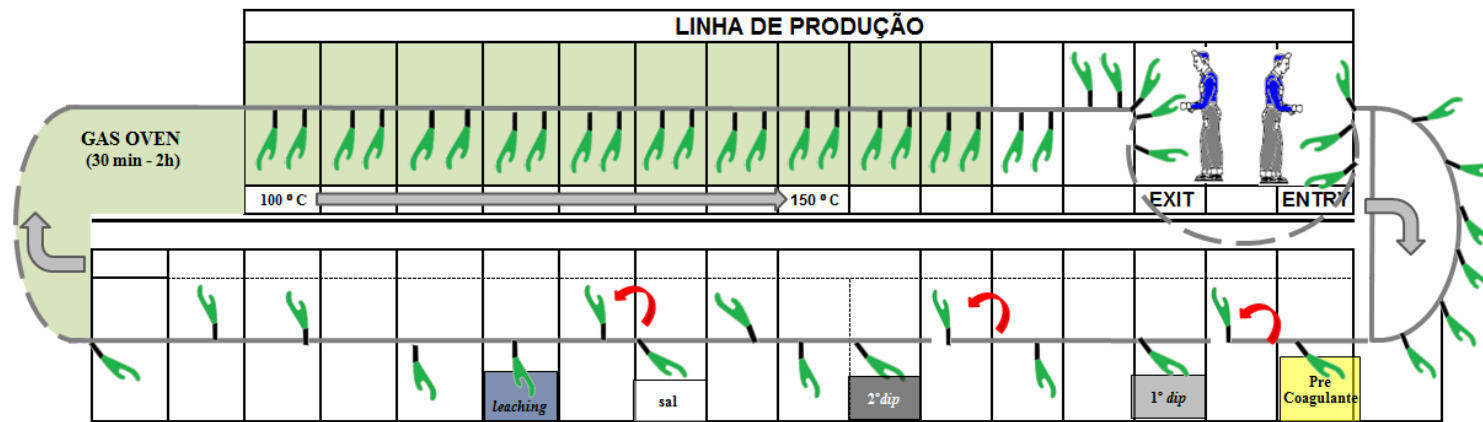 LINHA DE PRODUÇÃO
GAS OVEN
(30 min - 2h)
100 º C
150 º C
EXIT
ENTRY
leaching
sal
2º dip
1º dip
Pré
Coagulante